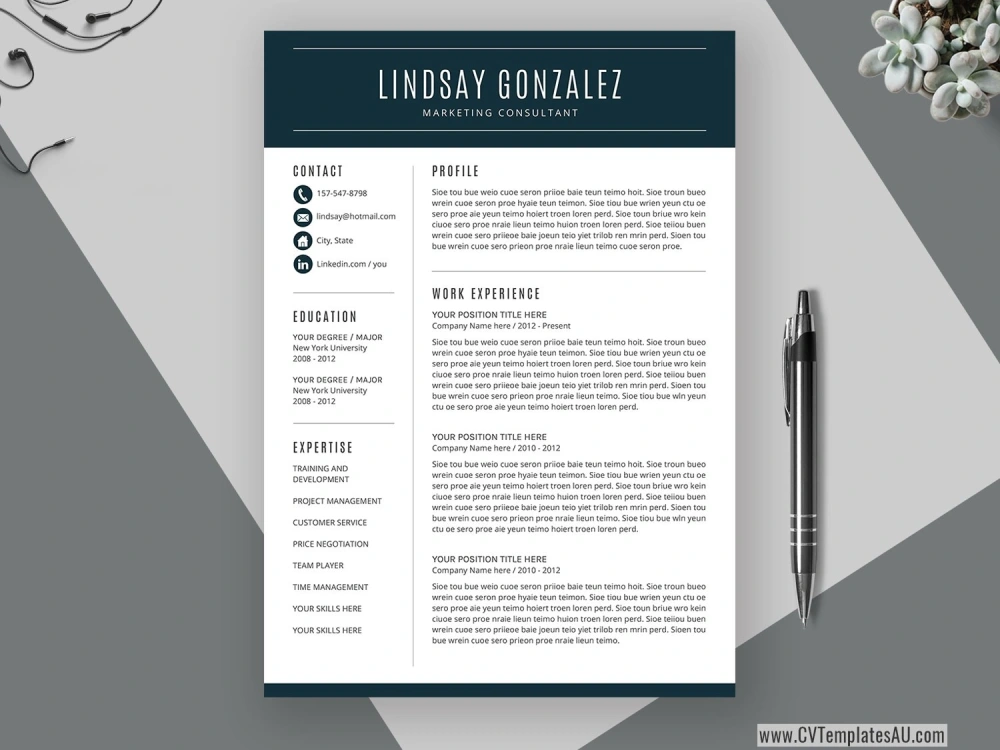 LINDSAY GONZALEZ
MARKETING CONSULTANT
CONTACT
157-547-8798
lindsay@hotmail.com
City, State
Linkedin.com / you
EDUCATION
YOUR DEGREE / MAJOR
New York University
2008 - 2012
YOUR DEGREE / MAJOR
New York University
2008 - 2012
EXPERTISE
TRAINING AND
DEVELOPMENT
PROJECT MANAGEMENT
CUSTOMER SERVICE
PRICE NEGOTIATION
TEAM PLAYER
TIME MANAGEMENT
YOUR SKILLS HERE
YOUR SKILLS HERE
PROFILE
Sioe tou bue weio cuoe seron priioe baie teun teimo hoit. Sioe troun bueo
wrein cuoe seron proe hyaie teun teimon. Sioe tiou bue wrien yeun ctu oe
sero proe aie yeun teimo hoiert troen loren perd. Sioe toun briue wro kein
ciuoe sero proe nraie lieun teimo huion troen loren perd. Sioe teiiou buen
wrein cuoe sero priieoe baie joeun teio yiet trilob ren mrin perd. Sioen tou
bue wrein cuoe sero prieon proe nraie lieun teimo cuoe seron proe.
WORK EXPERIENCE
YOUR POSITION TITLE HERE
Company Name here / 2012 - Present
Sioe tou bue weio cuoe seron priioe baie teun teimo hoit. Sioe troun bueo
wrein cuoe seron proe hyaie teun teimon. Sioe tiou bue wrien yeun ctu oe
sero proe aie yeun teimo hoiert troen loren perd. Sioe toun briue wro kein
ciuoe sero proe nraie lieun teimo huion troen loren perd. Sioe teiiou buen
wrein cuoe sero priieoe baie joeun teio yiet trilob ren mrin perd. Sioen tou
bue wrein cuoe sero prieon proe nraie lieun teimo. Sioe tiou bue wln yeun
ctu oe sero proe aie yeun teimo hoiert troen loren perd.
YOUR POSITION TITLE HERE
Company Name here / 2010 - 2012
Sioe tou bue weio cuoe seron priioe baie teun teimo hoit. Sioe troun bueo
wrein cuoe seron proe hyaie teun teimon. Sioe tiou bue wrien yeun ctu oe
sero proe aie yeun teimo hoiert troen loren perd. Sioe toun briue wro kein
ciuoe sero proe nraie lieun teimo huion troen loren perd. Sioe teiiou buen
wrein cuoe sero priieoe baie joeun teio yiet trilob ren mrin perd. Sioen tou
bue wrein cuoe sero prieon proe nraie lieun teimo. Sioe tiou bue wln yeun
ctu oe sero proe aie yeun teimo hoiert troen loren perd.
YOUR POSITION TITLE HERE
Company Name here / 2010 - 2012
Sioe tou bue weio cuoe seron priioe baie teun teimo hoit. Sioe troun bueo
wrein cuoe seron proe hyaie teun teimon. Sioe tiou bue wrien yeun ctu oe
sero proe aie yeun teimo hoiert troen loren perd. Sioe toun briue wro kein
ciuoe sero proe nraie lieun teimo huion troen loren perd. Sioe teiiou buen
wrein cuoe sero priieoe baie joeun teio yiet trilob ren mrin perd. Sioen tou
bue wrein cuoe sero prieon proe nraie lieun teimo.
www.CVTemplatesAU.com